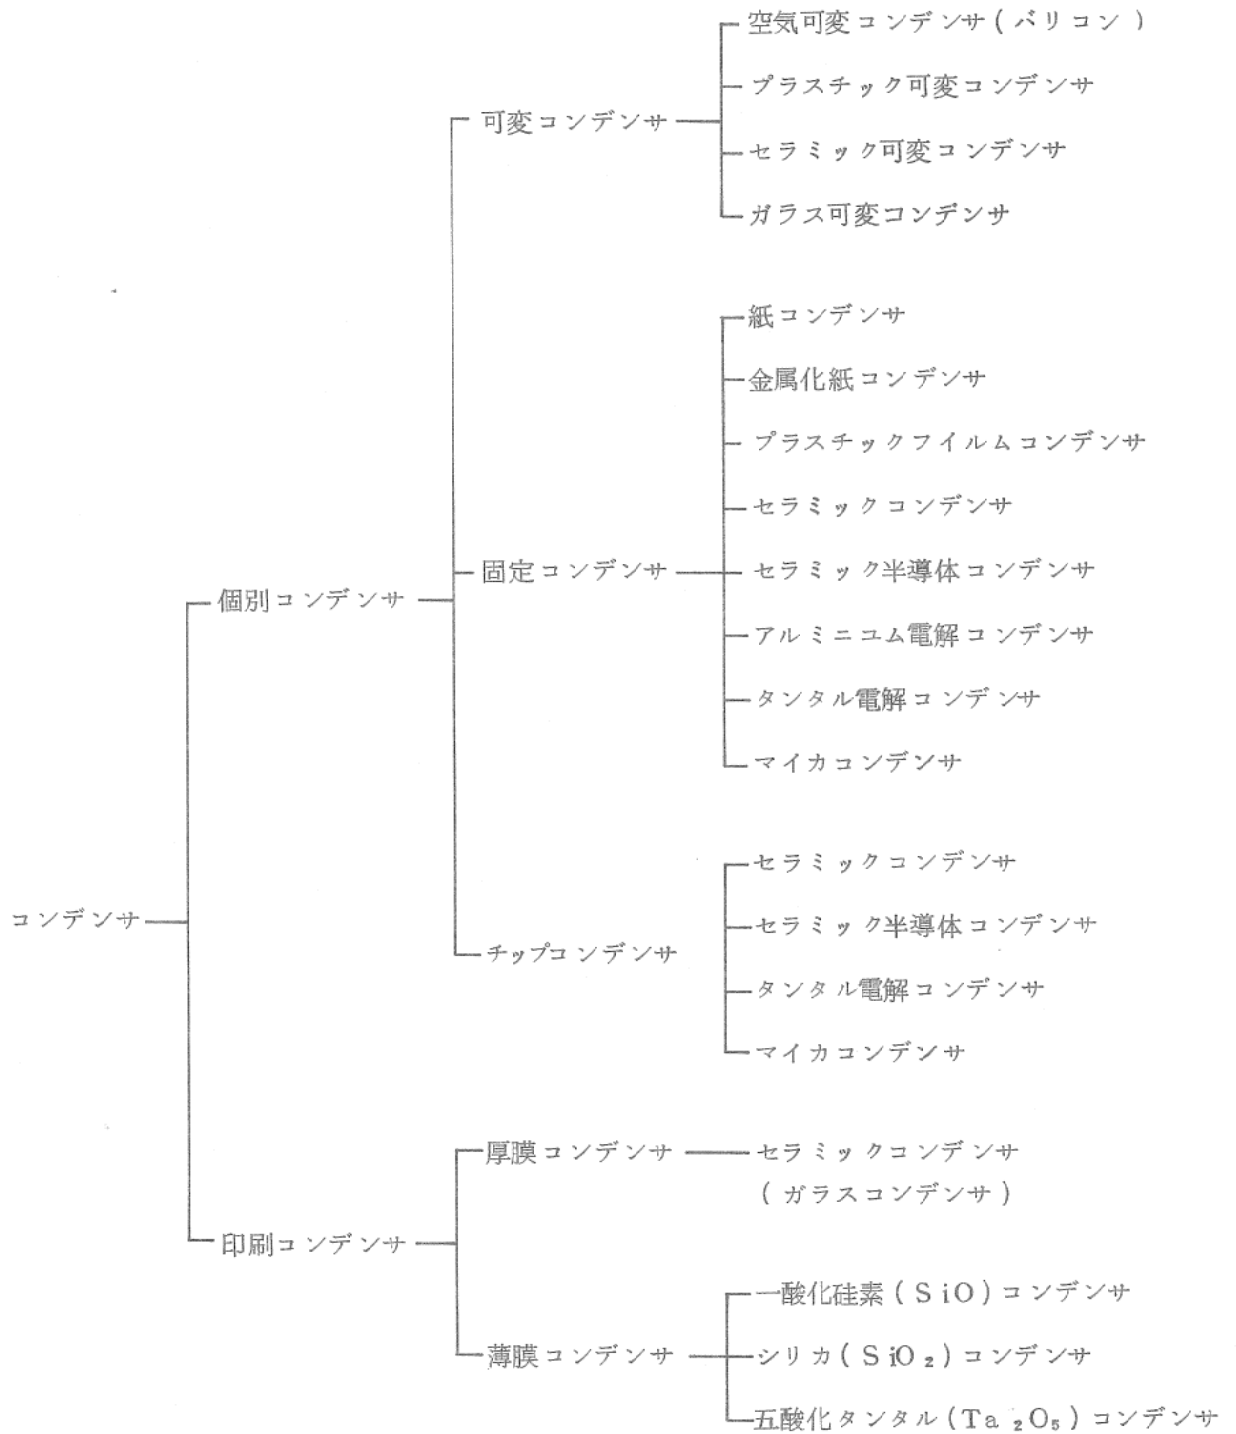 空気可変コンデンサ(バリコン)
プラスチック可変コンデンサ
可変コンデンサ
セラミック可変コンデンサ
ガラス可変コンデンサ
紙コンデンサ
金属化紙コンデンサ
プラスチックフイルムコンデンサ
セラミックコンデンサ
固定コンデンサ
セラミック半導体コンデンサ
個別コンデンサ
アルミニユム電解コンデンサ
タンタル電解コンデンサ
マイカコンデンサ
セラミックコンデンサ
コンデンサ
セラミック半導体コンデンサ
チップコンデンサ
タンタル電解コンデンサ
マイカコンデンサ
厚膜コンデンサ
セラミックコンデンサ
(ガラスコンデンサ)
印刷コンデンサ
一酸化硅素(SiO)コンデンサ
薄膜コンデンサ
シリカ(SiO₂)コンデンサ
五酸化タンタル(Ta₂O₅)コンデンサ